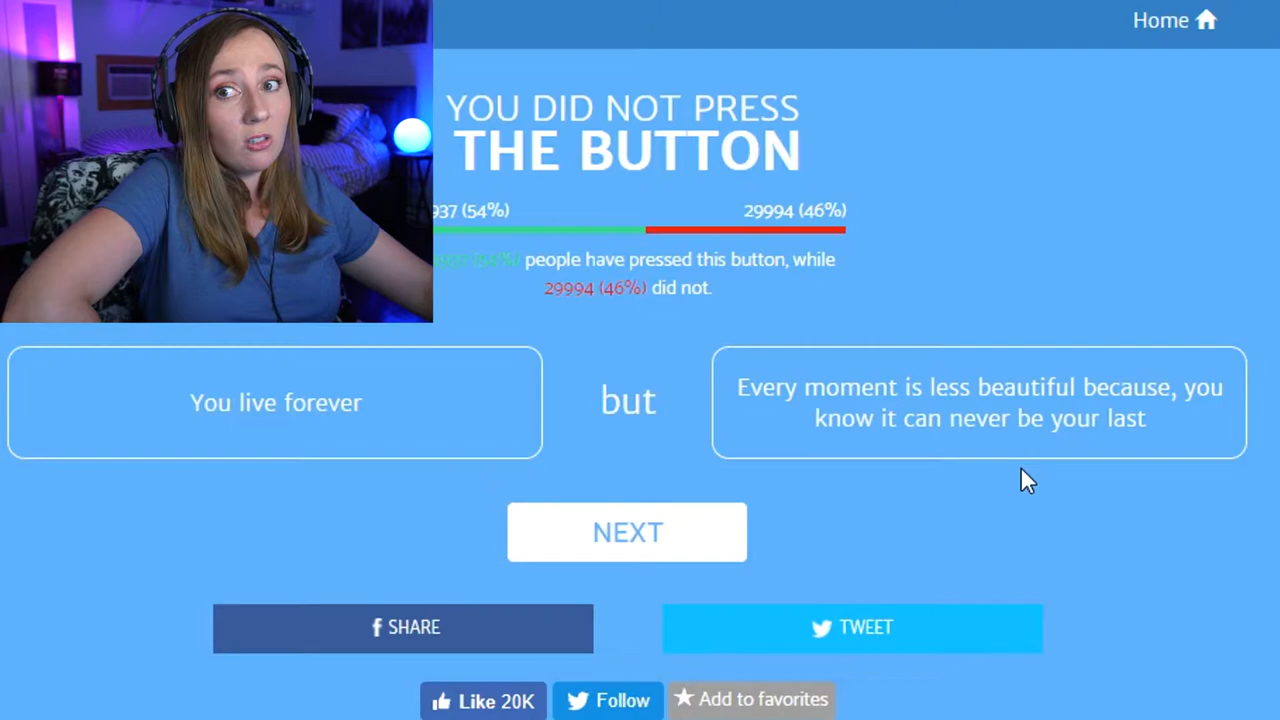 Home
YOU DID NOT PRESS
THE BUTTON
937 (54%) 29994 (46%)
people have pressed this button, while
29994 (46%) did not.
You live forever
but
Every moment is less beautiful because, you
know it can never be your last
NEXT
SHARE
TWEET
Like 20K
Follow
Add to favorites